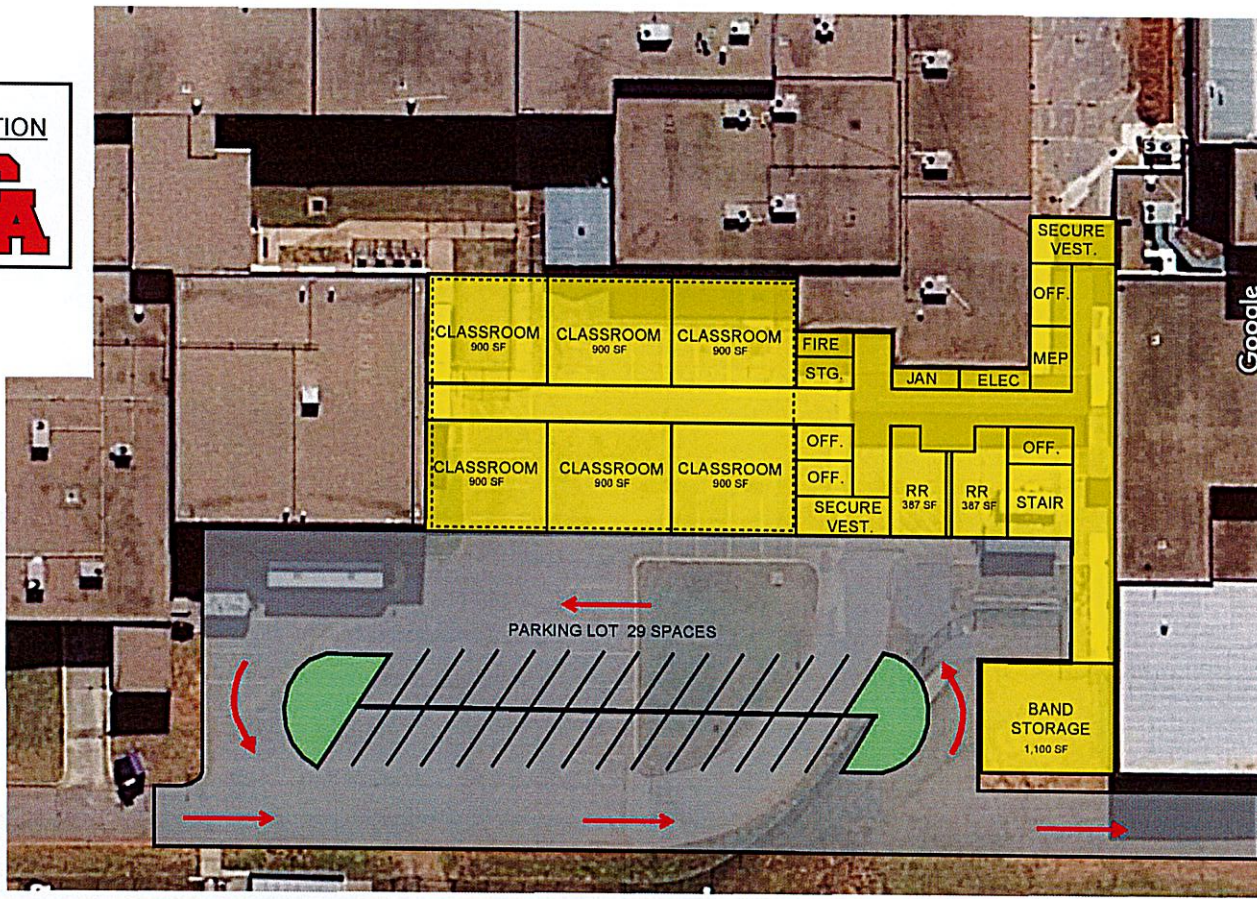 TION
A
SECURE
VEST.
OFF.
MEP
CLASSROOM
900 SF
CLASSROOM
900 SF
CLASSROOM
900 SF
FIRE
STG.
JAN
ELEC
CLASSROOM
900 SF
CLASSROOM
900 SF
CLASSROOM
900 SF
OFF.
OFF.
SECURE
VEST.
RR
387 SF
RR
387 SF
OFF.
STAIR
PARKING LOT 29 SPACES
BAND
STORAGE
1,100 SF
Google